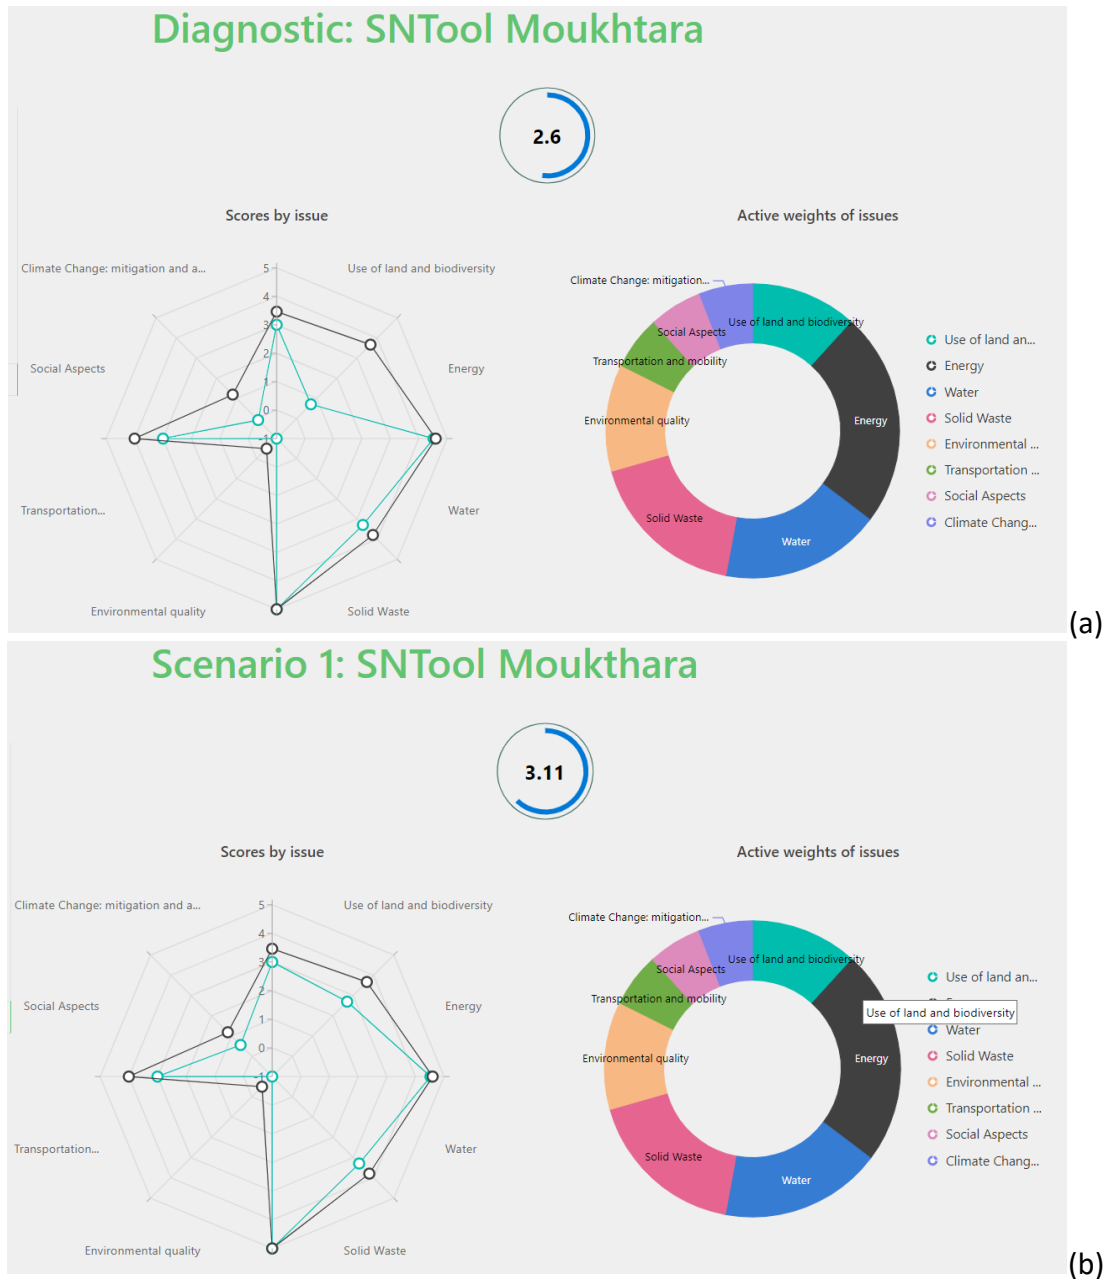 Diagnostic: SNTool Moukhtara
2.6
Scores by issue
Active weights of issues
Climate Change: mitigation and a...
5
Use of land and biodiversity
4
3
2
1
0
-1
Social Aspects
Energy
Transportation...
Water
Environmental quality
Solid Waste
Climate Change: mitigation...
Use of land and biodiversity
Social Aspects
Transportation and mobility
Environmental quality
Energy
Solid Waste
Water
Use of land an...
Energy
Water
Solid Waste
Environmental ...
Transportation ...
Social Aspects
Climate Chang...
(a)
Scenario 1: SNTool Moukthara
3.11
Scores by issue
Active weights of issues
Climate Change: mitigation and a...
5
Use of land and biodiversity
4
3
2
1
0
-1
Social Aspects
Energy
Transportation...
Water
Environmental quality
Solid Waste
Climate Change: mitigation...
Use of land and biodiversity
Social Aspects
Transportation and mobility
Environmental quality
Energy
Solid Waste
Water
Use of land an...
Use of land and biodiversity
Water
Solid Waste
Environmental ...
Transportation ...
Social Aspects
Climate Chang...
(b)